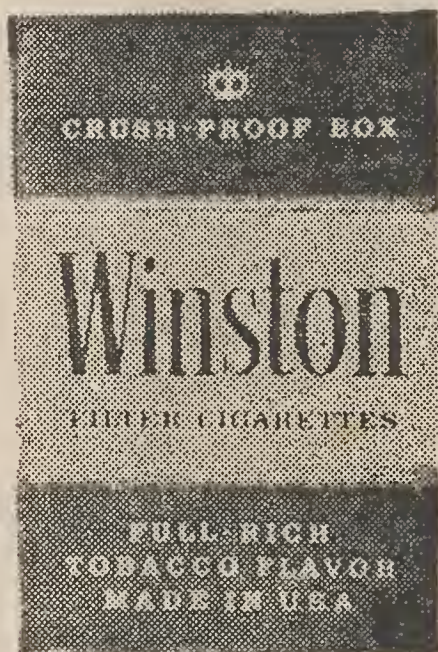 CRUSH-PROOF BOX
Winston
FILTER CIGARETTES
FULL-RICH
TOBACCO FLAVOR
MADE IN USA